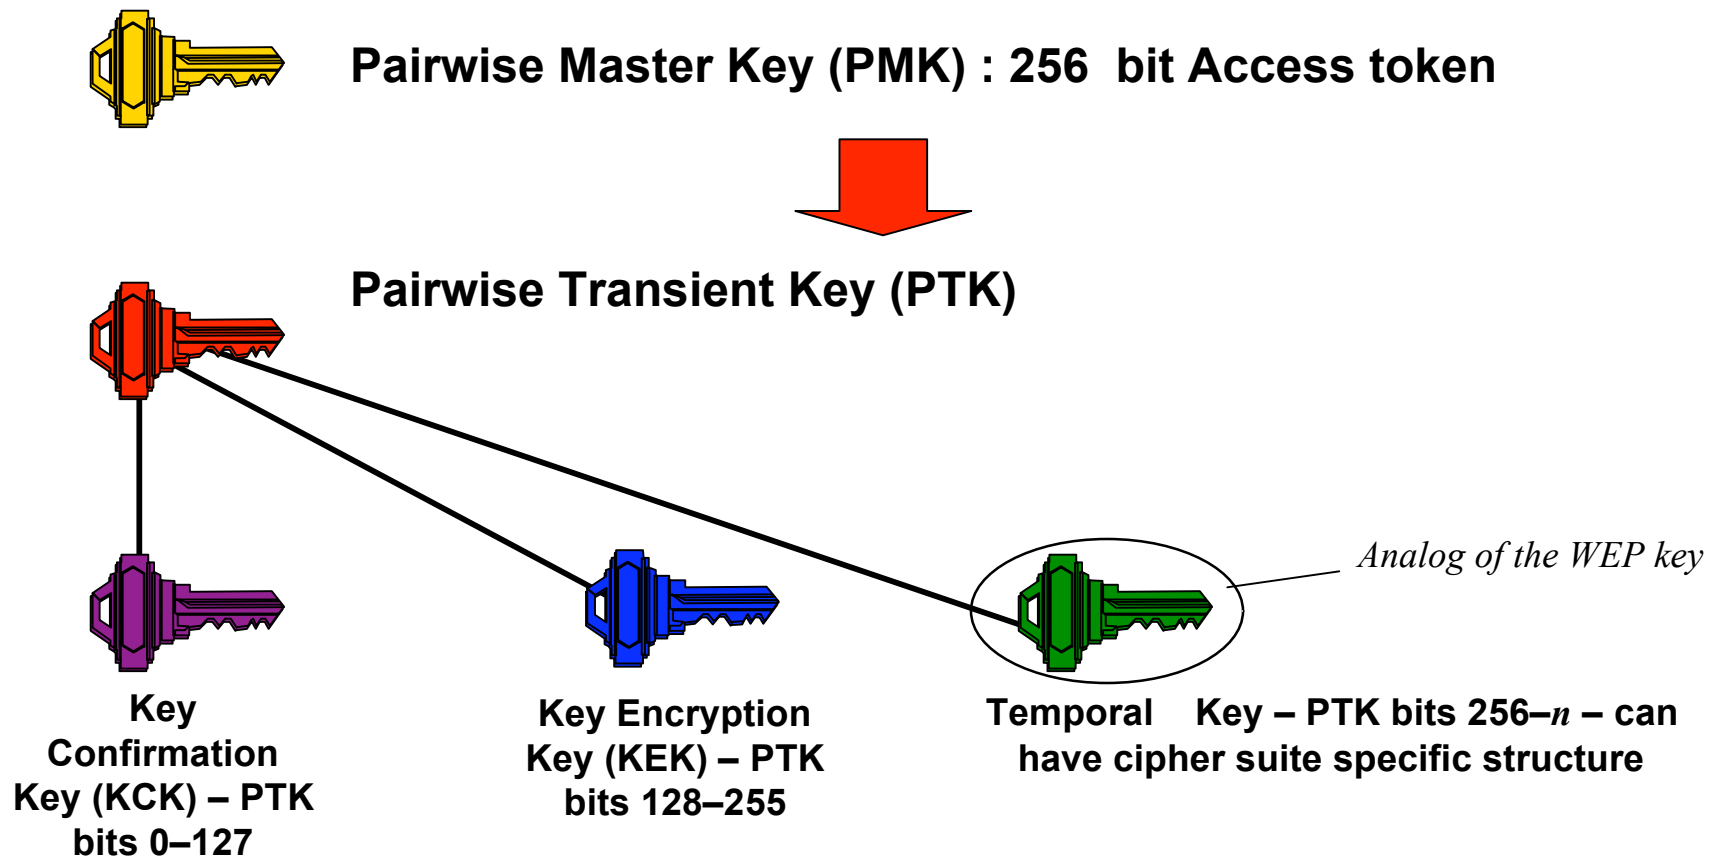 Pairwise Master Key (PMK) : 256 bit Access token
Pairwise Transient Key (PTK)
Analog of the WEP key
Key
Confirmation
Key (KCK) – PTK
bits 0–127
Key Encryption
Key (KEK) – PTK
bits 128–255
Temporal Key – PTK bits 256–n – can
have cipher suite specific structure